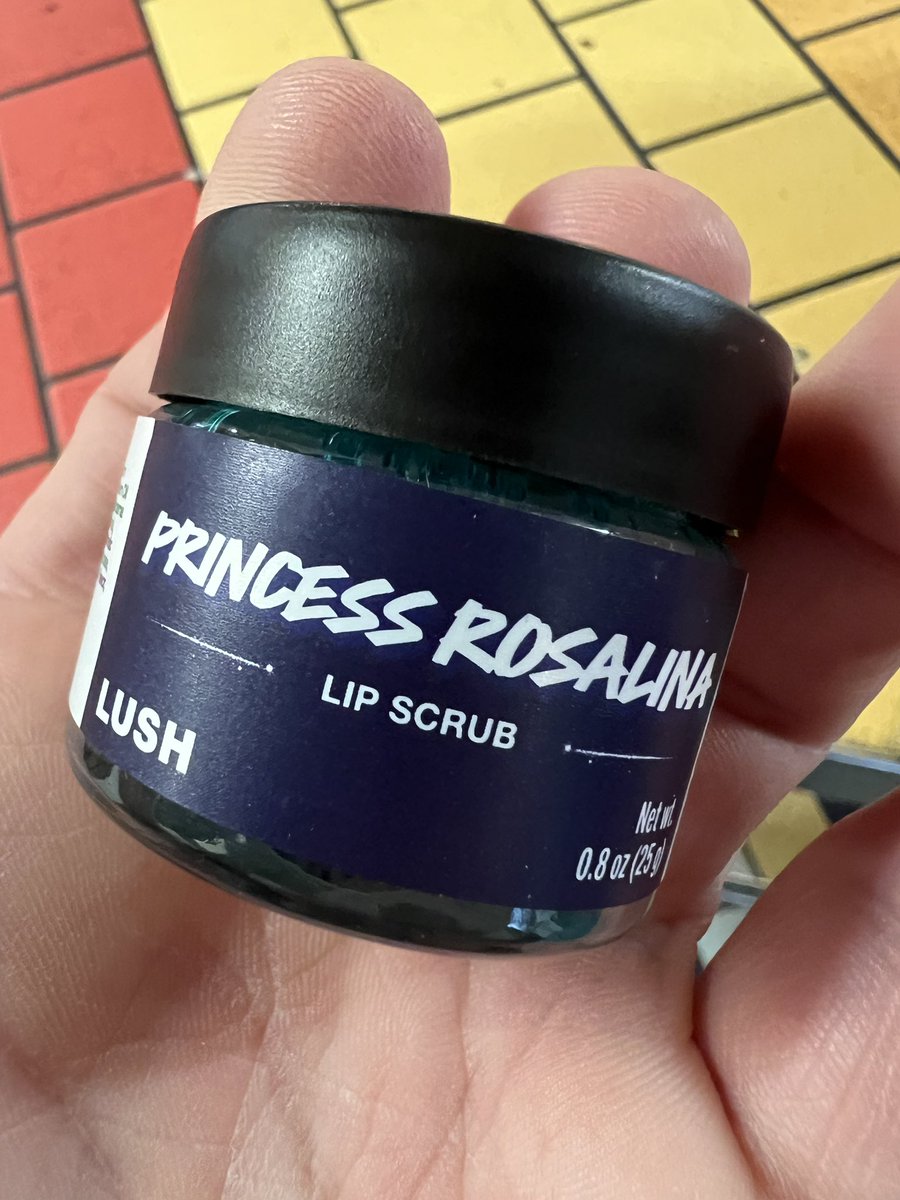 PRINCESS ROSALINA
LIP SCRUB
LUSH
Net wt.
0.8 oz (25 g)